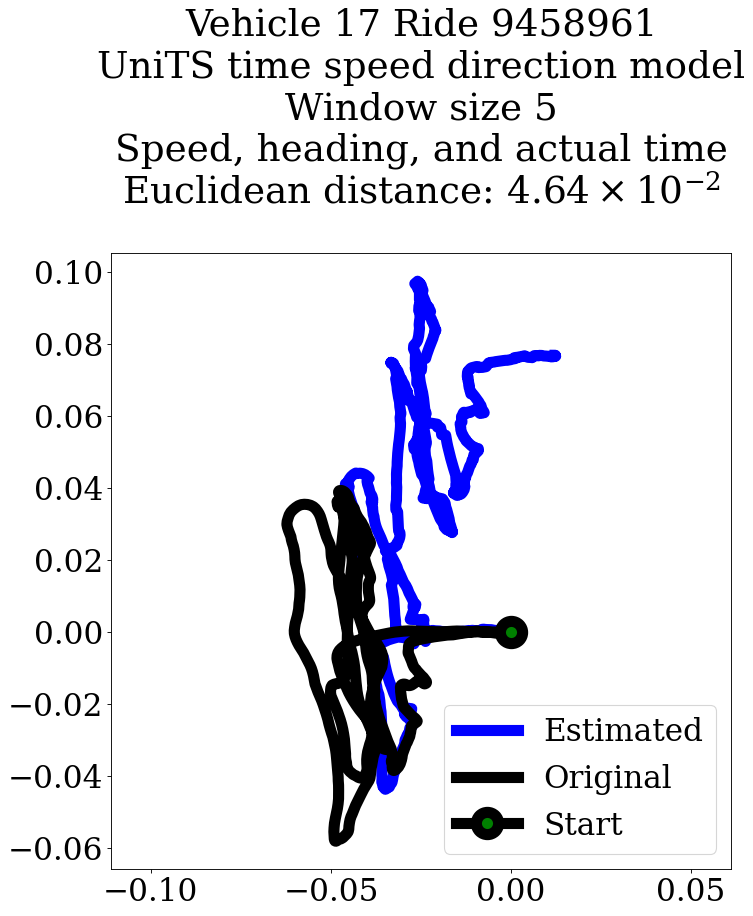 Vehicle 17 Ride 9458961
UniTS time speed direction model
Window size 5
Speed, heading, and actual time
Euclidean distance: 4.64 × 10⁻²
0.10
0.08
0.06
0.04
0.02
0.00
−0.02
−0.04
−0.06
−0.10
−0.05
0.00
0.05
Estimated
Original
Start